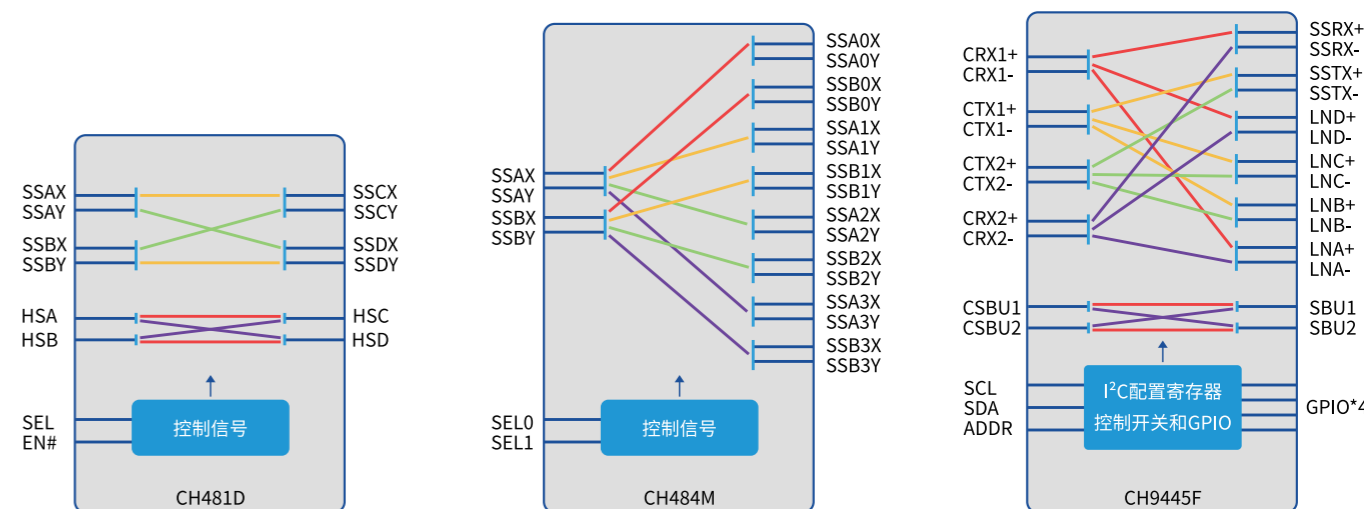 SSAX
SSAY
SSBX
SSBY
HSA
HSB
SEL
EN#
SSCX
SSCY
SSDX
SSDY
HSC
HSD
控制信号
CH481D
SSAX
SSAY
SSBX
SSBY
SEL0
SEL1
SSA0X
SSA0Y
SSB0X
SSB0Y
SSA1X
SSA1Y
SSB1X
SSB1Y
SSA2X
SSA2Y
SSB2X
SSB2Y
SSA3X
SSA3Y
SSB3X
SSB3Y
控制信号
CH484M
CRX1+
CRX1-
CTX1+
CTX1-
CTX2+
CTX2-
CRX2+
CRX2-
CSBU1
CSBU2
SCL
SDA
ADDR
SSRX+
SSRX-
SSTX+
SSTX-
LND+
LND-
LNC+
LNC-
LNB+
LNB-
LNA+
LNA-
SBU1
SBU2
GPIO*4
I²C配置寄存器
控制开关和GPIO
CH9445F